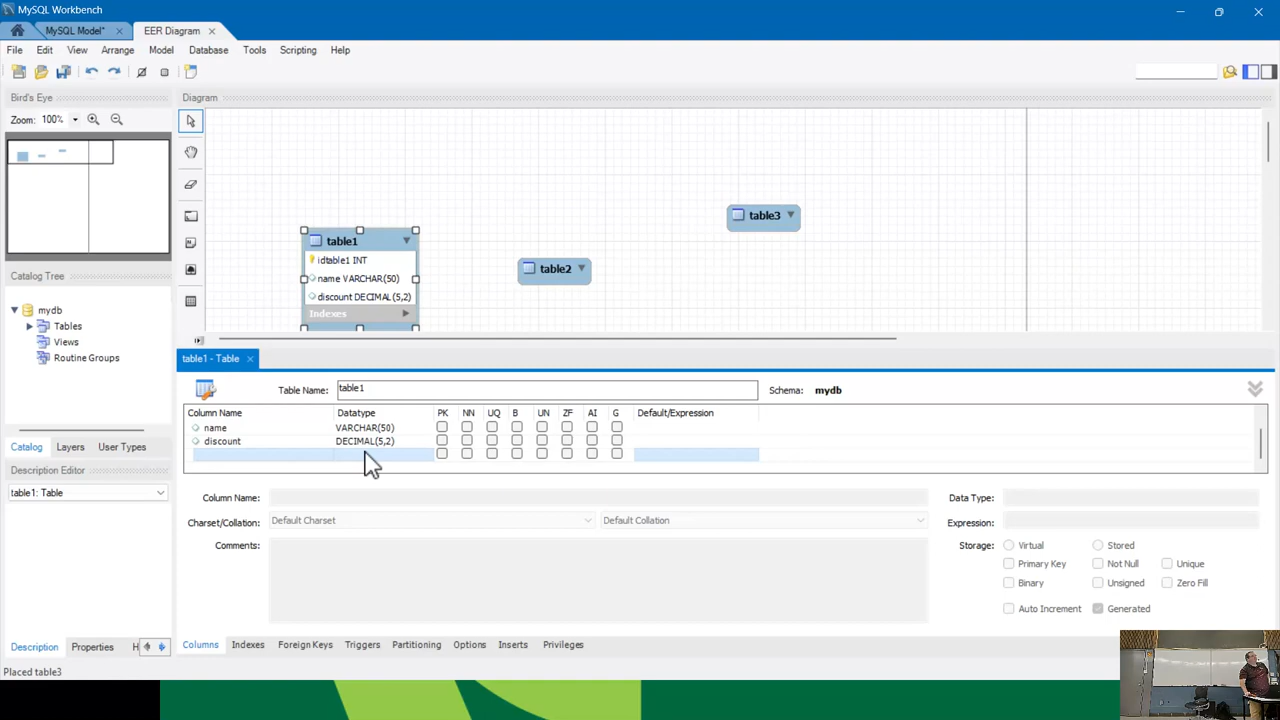 MySQL Workbench
MySQL Model*
EER Diagram
File Edit View Arrange Model Database Tools Scripting Help
Bird's Eye
Zoom: 100%
Diagram
table3
table1
idtable1 INT
name VARCHAR(50)
discount DECIMAL(5,2)
Indexes
table2
Catalog Tree
mydb
Tables
Views
Routine Groups
Catalog Layers User Types
Description Editor
table1: Table
Description Properties H
Placed table3
table1 - Table
Table Name: table1 Schema: mydb
Column Name Datatype PK NN UQ B UN ZF AI G Default/Expression
name VARCHAR(50)
discount DECIMAL(5,2)
Column Name: Data Type:
Charset/Collation: Default Charset Default Collation Expression:
Comments: Storage: Virtual Stored
Primary Key Not Null Unique
Binary Unsigned Zero Fill
Auto Increment Generated
Columns Indexes Foreign Keys Triggers Partitioning Options Inserts Privileges